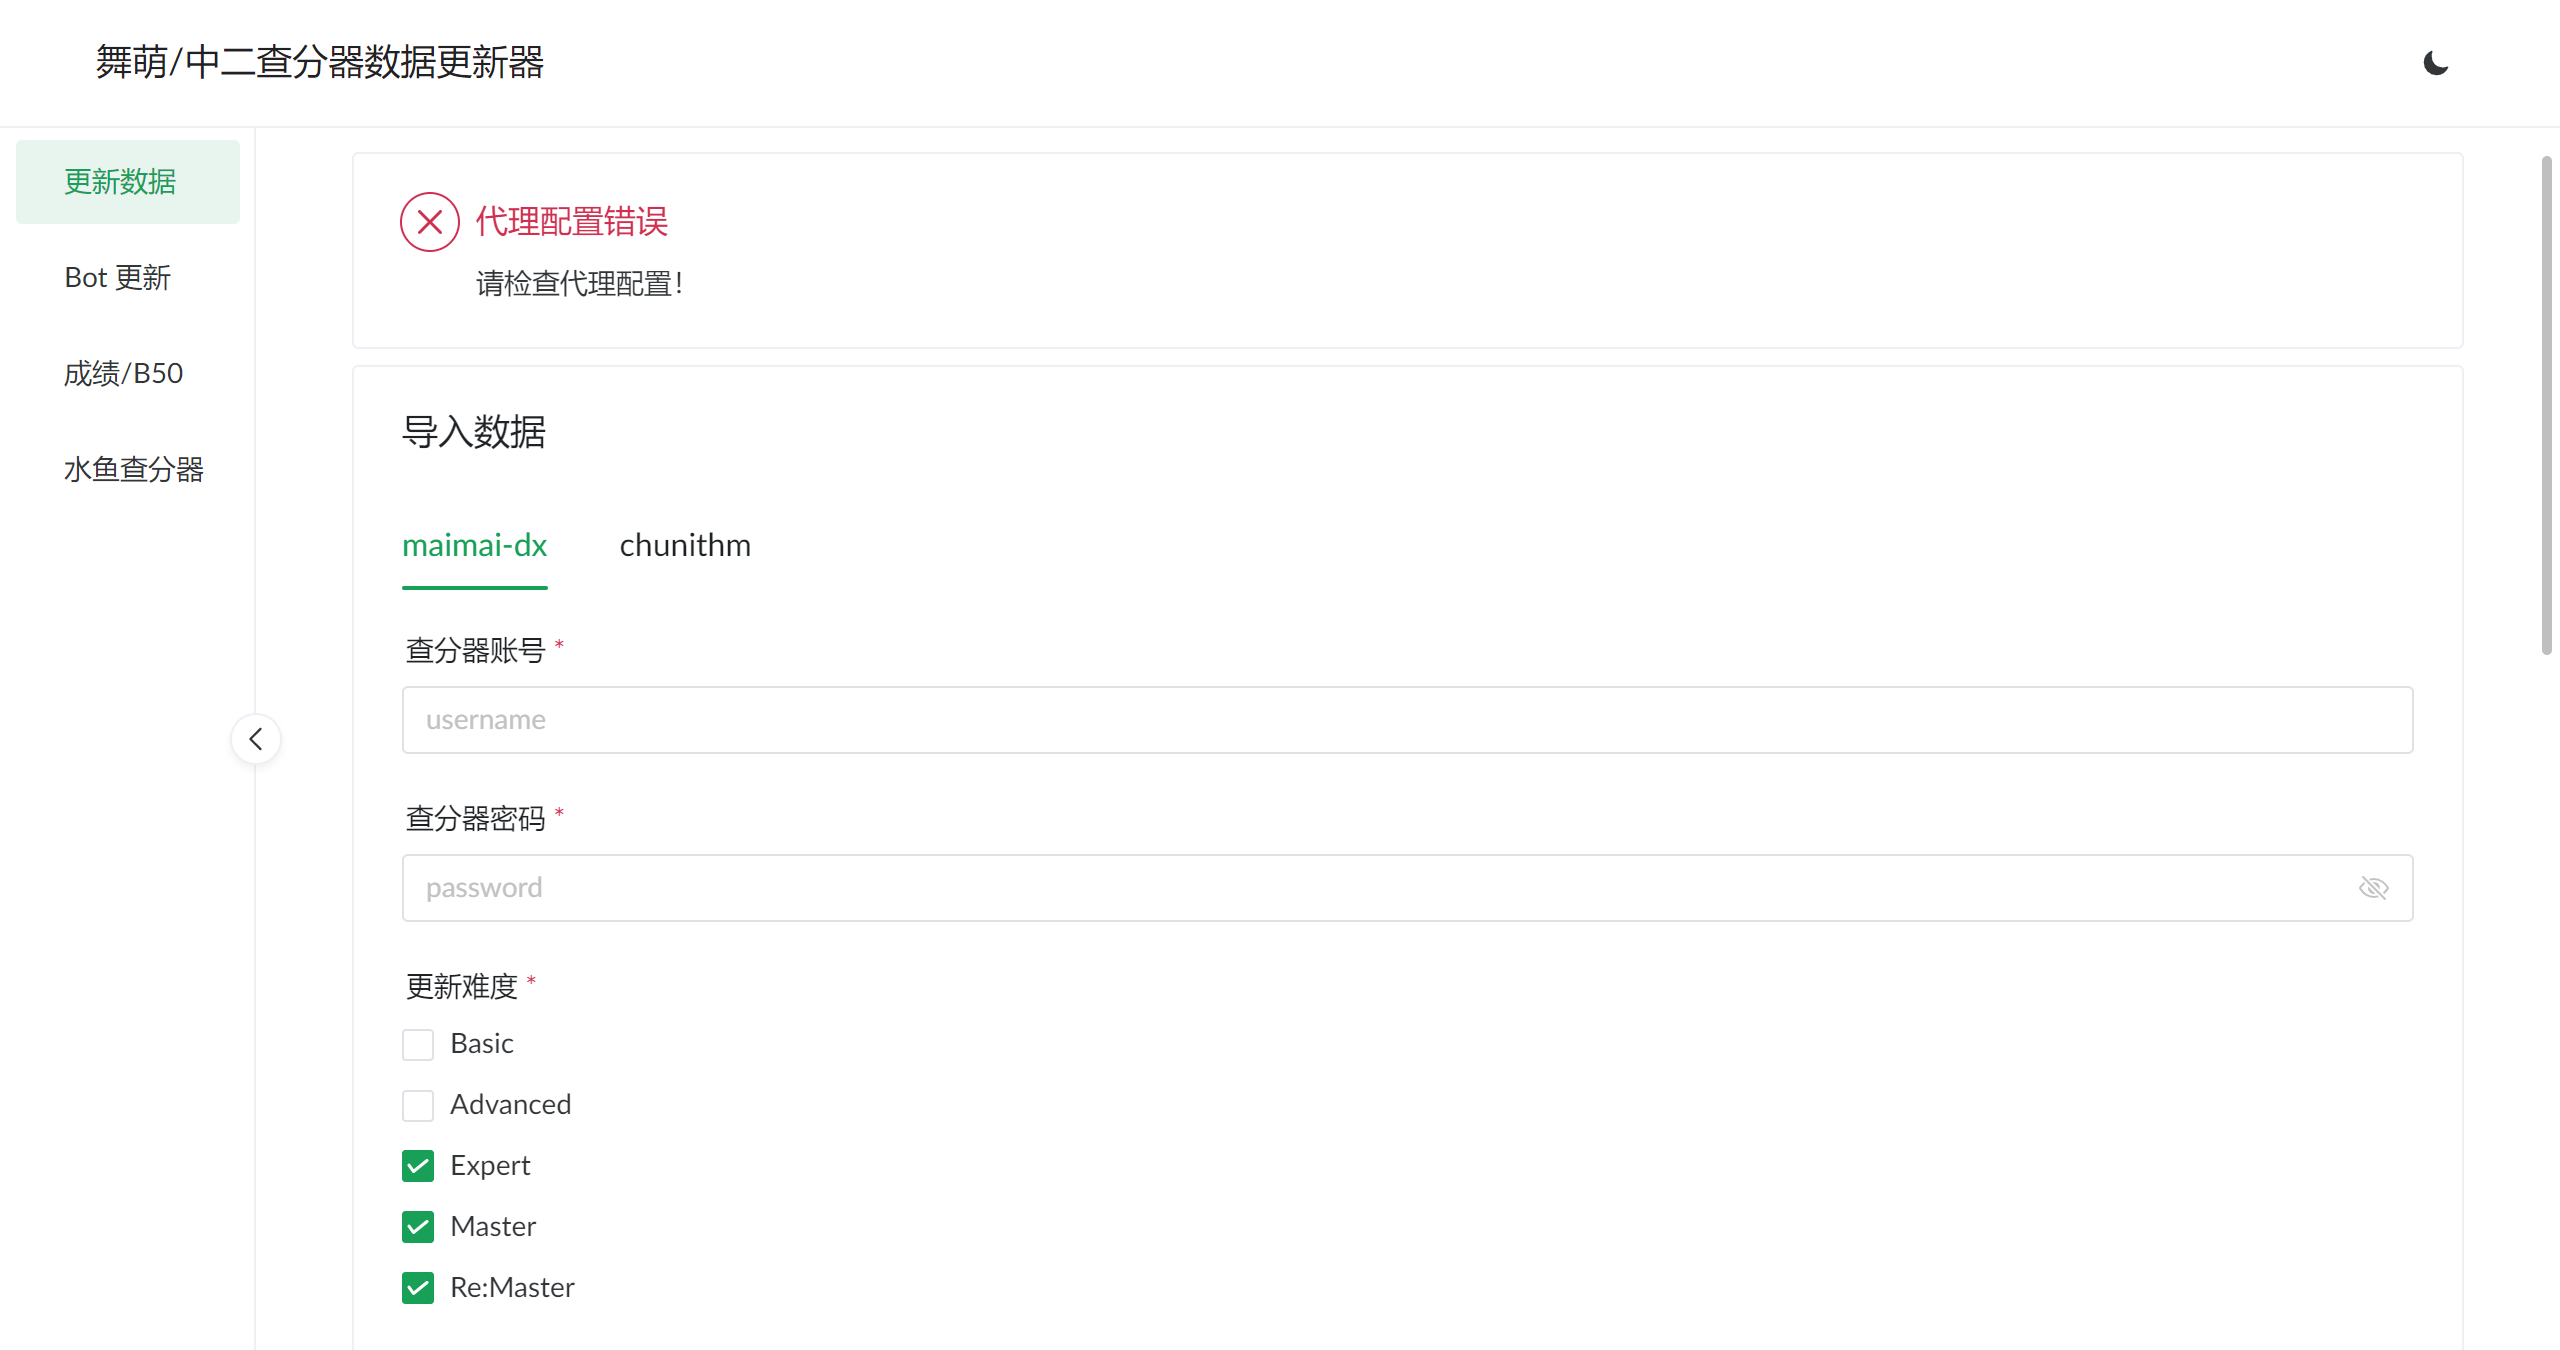 舞萌/中二查分器数据更新器
更新数据
Bot 更新
成绩/B50
水鱼查分器
代理配置错误
请检查代理配置！
导入数据
maimai-dx chunithm
查分器账号 *
username
查分器密码 *
password
更新难度 *
Basic
Advanced
Expert
Master
Re:Master